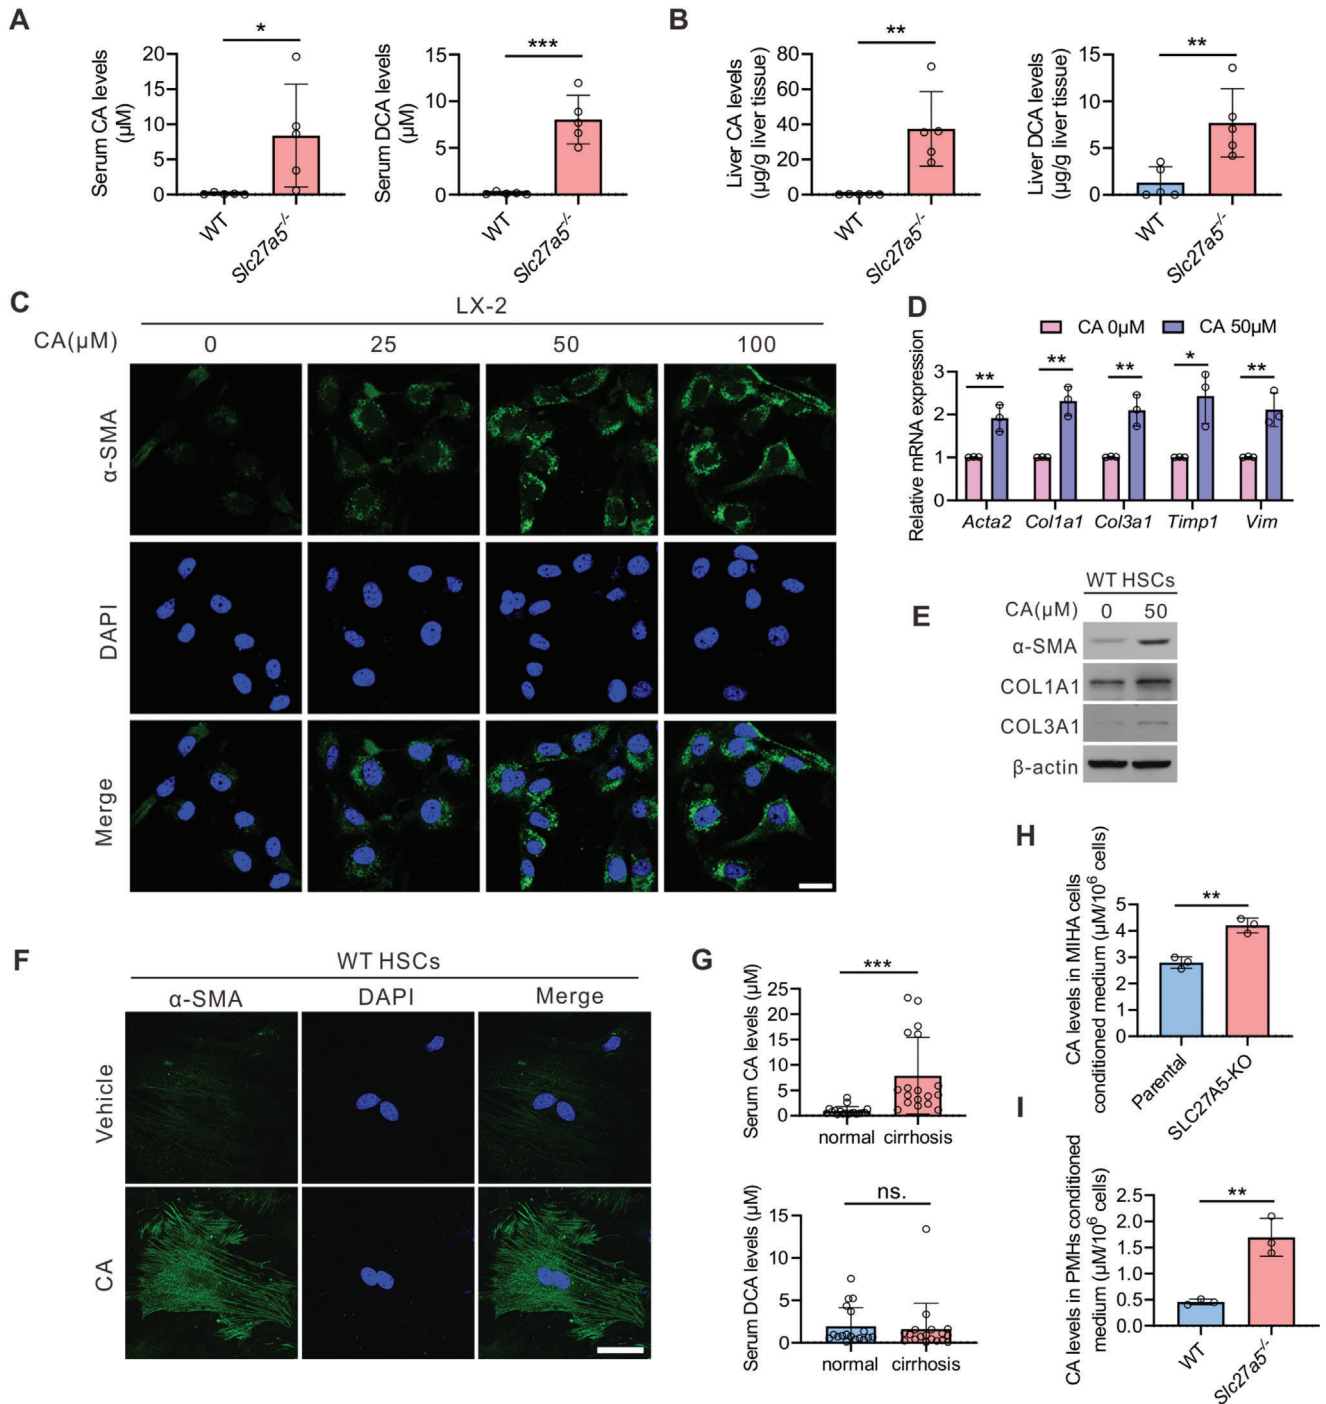 A
Serum CA levels
(μM)
20
15
10
5
0
*
WT
Slc27a5-/-
Serum DCA levels
(μM)
15
10
5
0
***
WT
Slc27a5-/-
B
Liver CA levels
(μg/g liver tissue)
80
60
40
20
0
**
WT
Slc27a5-/-
Liver DCA levels
(μg/g liver tissue)
15
10
5
0
**
WT
Slc27a5-/-
C
LX-2
CA(μM) 0 25 50 100
α-SMA
DAPI
Merge
D
CA 0μM CA 50μM
Relative mRNA expression
3
2
1
0
** ** ** * **
Acta2 Col1a1 Col3a1 Timp1 Vim
E
WT HSCs
CA(μM) 0 50
α-SMA
COL1A1
COL3A1
β-actin
F
WT HSCs
α-SMA DAPI Merge
Vehicle
CA
G
Serum CA levels (μM)
25
20
15
10
5
0
***
normal cirrhosis
Serum DCA levels (μM)
15
10
5
0
ns.
normal cirrhosis
H
CA levels in MIHA cells
conditioned medium (μM/10⁶ cells)
5
4
3
2
1
0
**
Parental
SLC27A5-KO
I
CA levels in PMHs conditioned
medium (μM/10⁶ cells)
2.5
2.0
1.5
1.0
0.5
0.0
**
WT
Slc27a5-/-